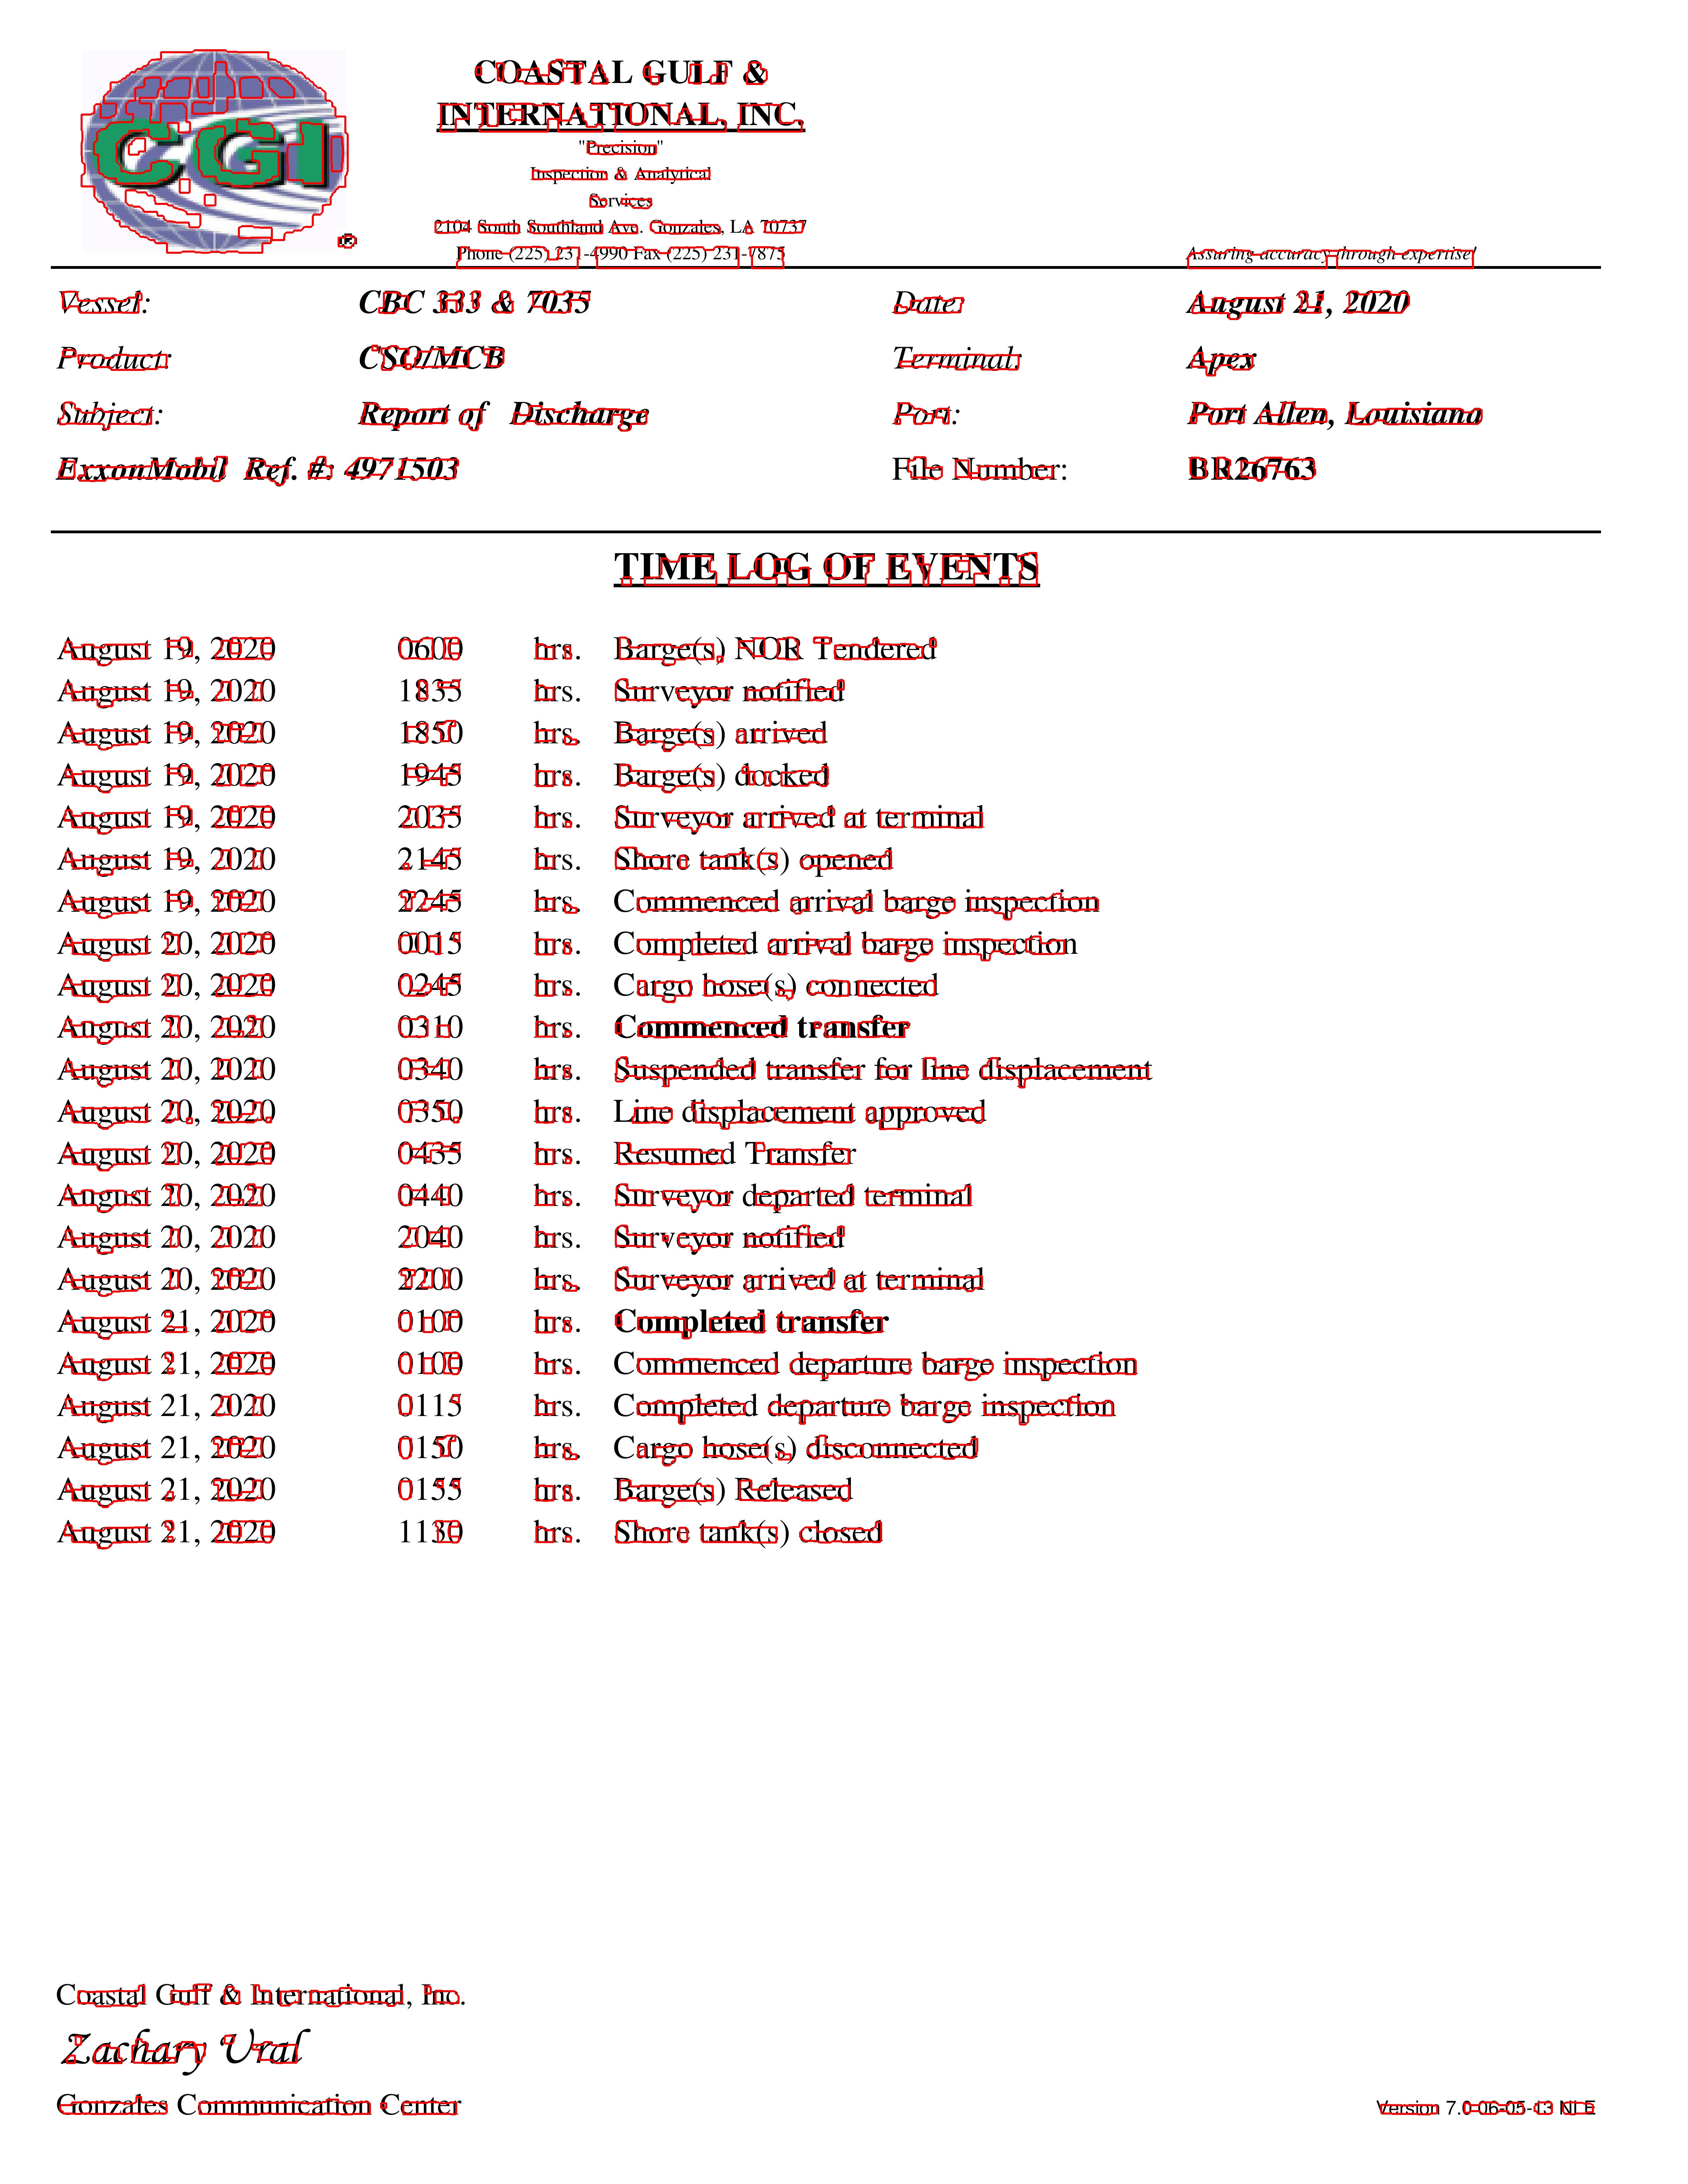 CGI ®
COASTAL GULF &
INTERNATIONAL, INC.
"Precision"
Inspection & Analytical
Services
2104 South Southland Ave. Gonzales, LA 70737
Phone (225) 231-4990 Fax (225) 231-7875
Assuring accuracy through expertise!
Vessel: CBC 333 & 7035 Date: August 21, 2020
Product: CSO/MCB Terminal: Apex
Subject: Report of Discharge Port: Port Allen, Louisiana
ExxonMobil Ref. #: 4971503 File Number: BR26763
TIME LOG OF EVENTS
August 19, 2020 0600 hrs. Barge(s) NOR Tendered
August 19, 2020 1835 hrs. Surveyor notified
August 19, 2020 1850 hrs. Barge(s) arrived
August 19, 2020 1945 hrs. Barge(s) docked
August 19, 2020 2035 hrs. Surveyor arrived at terminal
August 19, 2020 2145 hrs. Shore tank(s) opened
August 19, 2020 2245 hrs. Commenced arrival barge inspection
August 20, 2020 0015 hrs. Completed arrival barge inspection
August 20, 2020 0245 hrs. Cargo hose(s) connected
August 20, 2020 0310 hrs. Commenced transfer
August 20, 2020 0340 hrs. Suspended transfer for line displacement
August 20, 2020 0350 hrs. Line displacement approved
August 20, 2020 0435 hrs. Resumed Transfer
August 20, 2020 0440 hrs. Surveyor departed terminal
August 20, 2020 2040 hrs. Surveyor notified
August 20, 2020 2200 hrs. Surveyor arrived at terminal
August 21, 2020 0100 hrs. Completed transfer
August 21, 2020 0100 hrs. Commenced departure barge inspection
August 21, 2020 0115 hrs. Completed departure barge inspection
August 21, 2020 0150 hrs. Cargo hose(s) disconnected
August 21, 2020 0155 hrs. Barge(s) Released
August 21, 2020 1130 hrs. Shore tank(s) closed
Coastal Gulf & International, Inc.
Zachary Ural
Gonzales Communication Center
Version 7.0 06-05-13 NLE